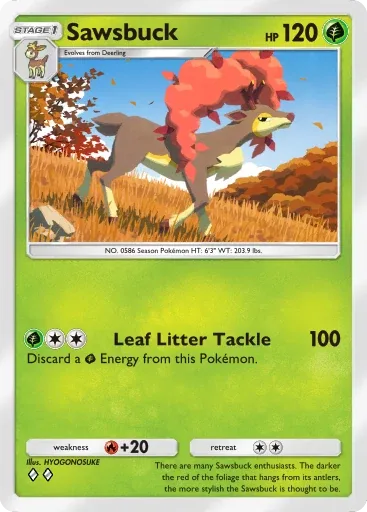 STAGE 1
Sawsbuck
HP 120
Evolves from Deerling
NO. 0586 Season Pokémon HT: 6'3" WT: 203.9 lbs.
Leaf Litter Tackle 100
Discard a Energy from this Pokémon.
weakness +20 retreat
Illus. HYOGONOSUKE
There are many Sawsbuck enthusiasts. The darker
the red of the foliage that hangs from its antlers,
the more stylish the Sawsbuck is thought to be.